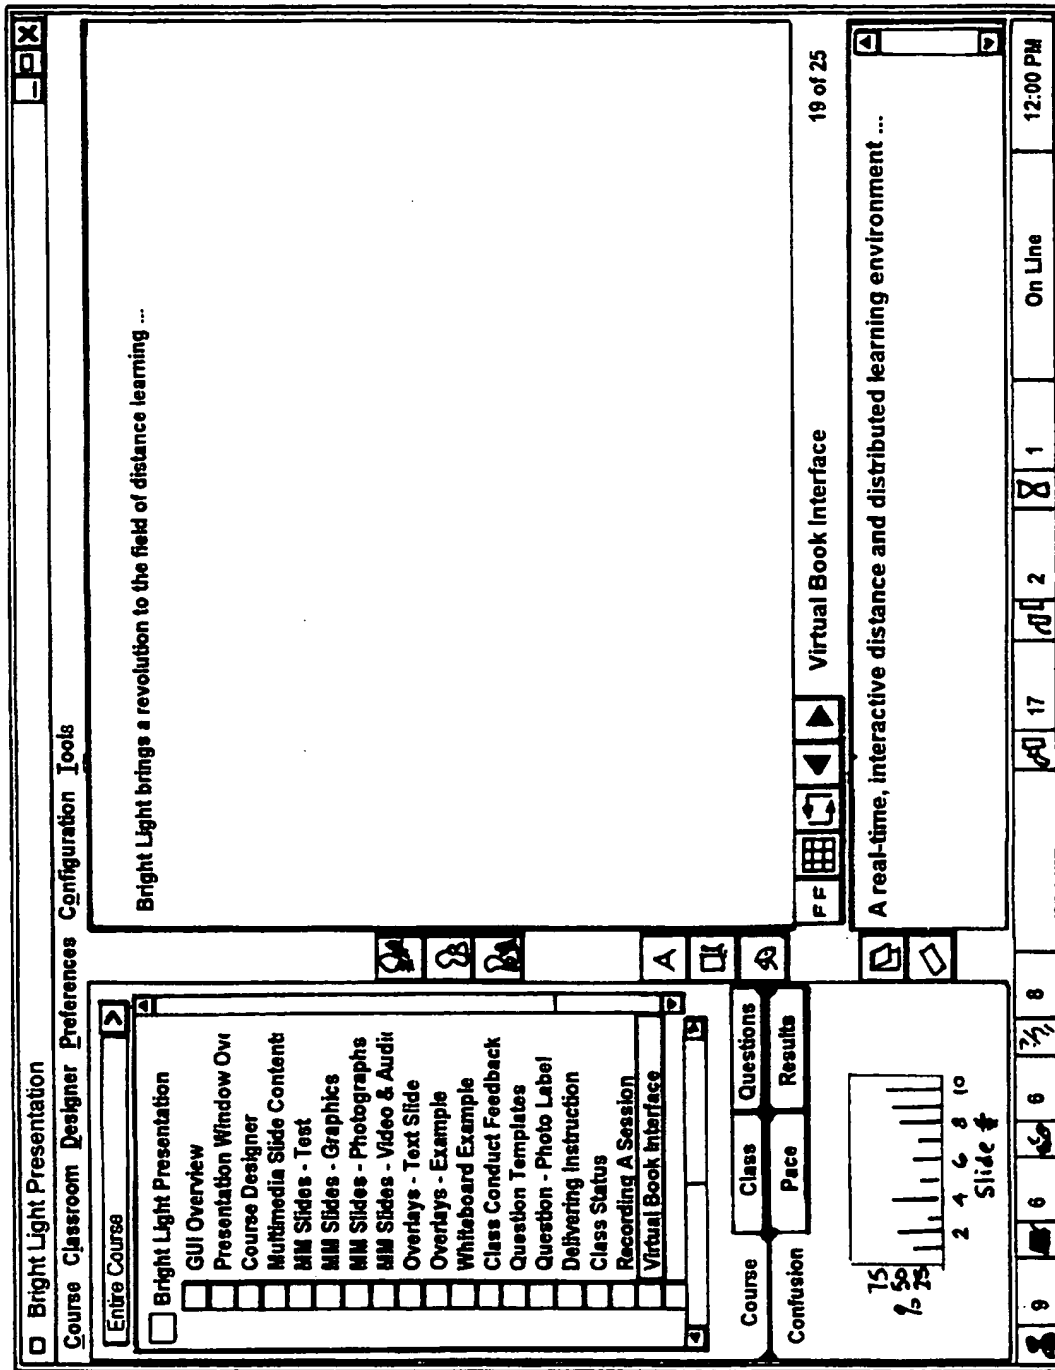 Bright Light Presentation
Course Classroom Designer Preferences Configuration Tools
Entire Course
Bright Light Presentation
GUI Overview
Presentation Window Ove
Course Designer
Multimedia Slide Contents
MM Slides - Test
MM Slides - Graphics
MM Slides - Photographs
MM Slides - Video & Audio
Overlays - Text Slide
Overlays - Example
Whiteboard Example
Class Conduct Feedback
Question Templates
Question - Photo Label
Delivering Instruction
Class Status
Recording A Session
Virtual Book Interface
Course Class Questions
Confusion Pace Results
75
% 50
25
2 4 6 8 10
Slide #
A
Bright Light brings a revolution to the field of distance learning ...
FF Virtual Book Interface 19 of 25
A real-time, interactive distance and distributed learning environment ...
9 6 6 8 17 2 1 On Line 12:00 PM